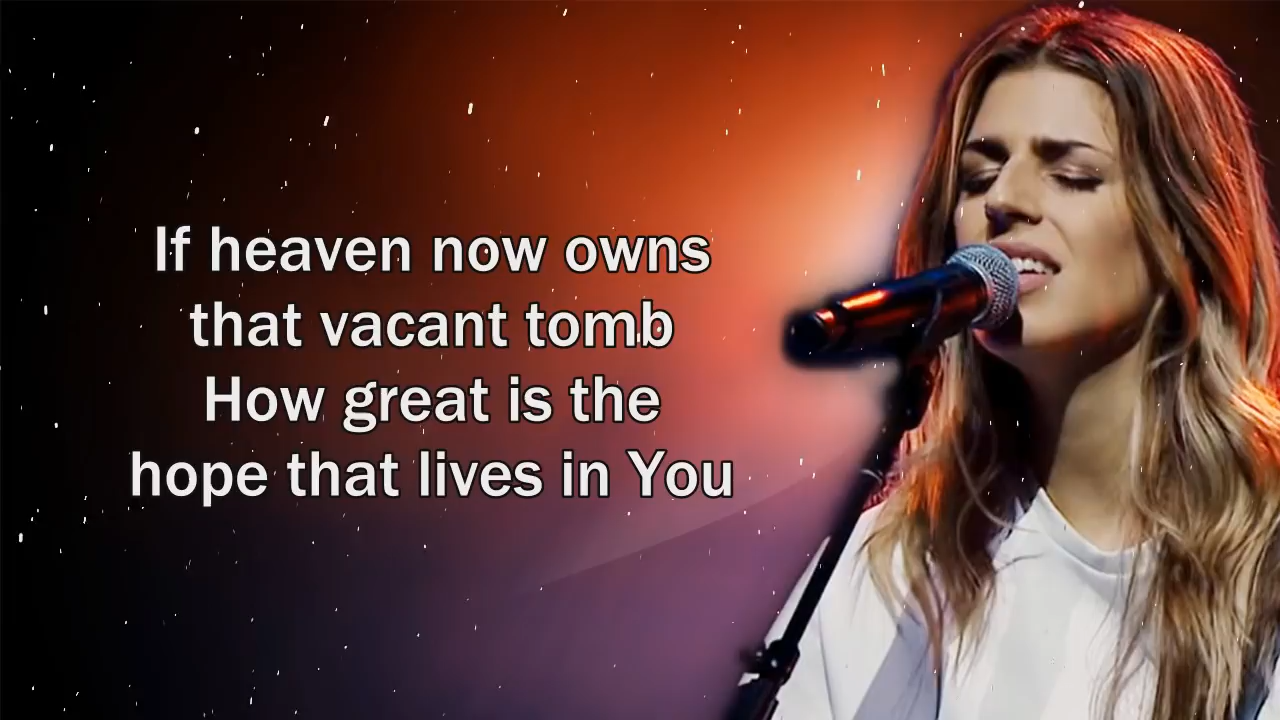 If heaven now owns
that vacant tomb
How great is the
hope that lives in You